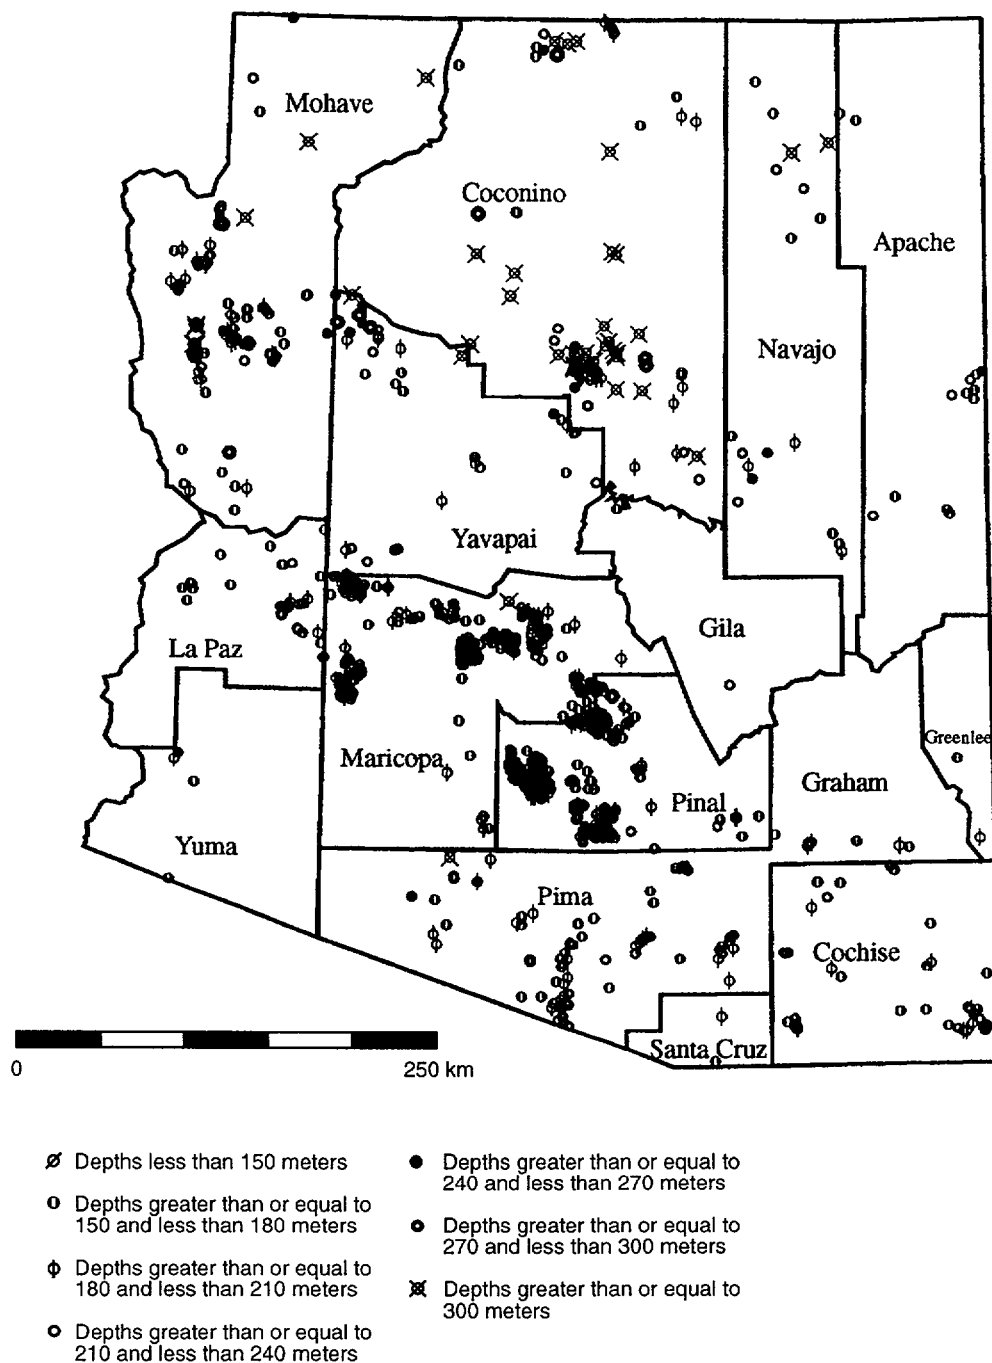 Mohave
Coconino
Apache
Navajo
Yavapai
Gila
La Paz
Greenlee
Maricopa
Graham
Pinal
Yuma
Pima
Cochise
Santa Cruz
0
250 km
Depths less than 150 meters
Depths greater than or equal to
150 and less than 180 meters
Depths greater than or equal to
180 and less than 210 meters
Depths greater than or equal to
210 and less than 240 meters
Depths greater than or equal to
240 and less than 270 meters
Depths greater than or equal to
270 and less than 300 meters
Depths greater than or equal to
300 meters